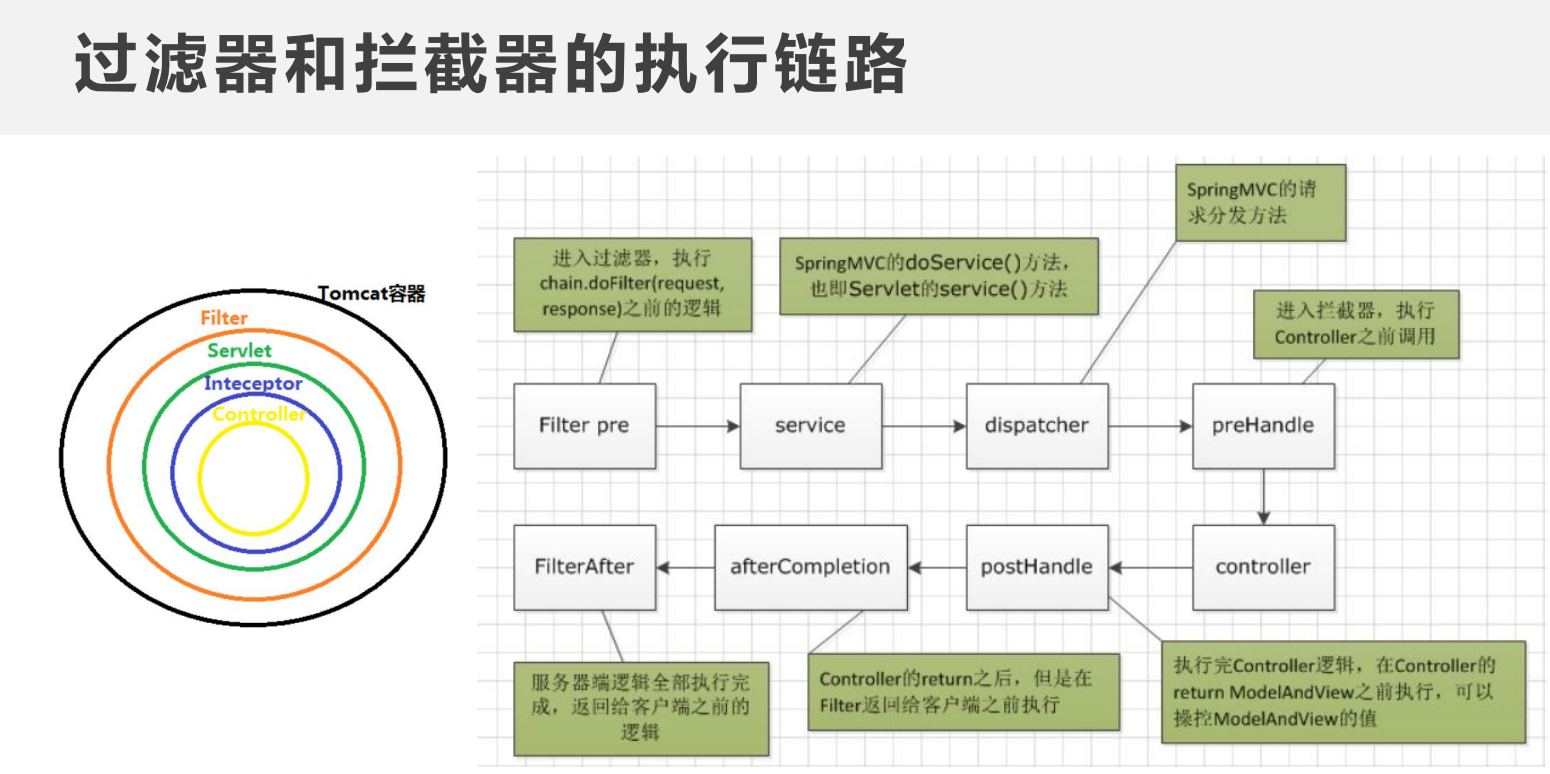 过滤器和拦截器的执行链路
Tomcat容器
Filter
Servlet
Inteceptor
Controller
SpringMVC的请
求分发方法
进入过滤器，执行
chain.doFilter(request,
response)之前的逻辑
SpringMVC的doService()方法，
也即Servlet的service()方法
进入拦截器，执行
Controller之前调用
Filter pre
service
dispatcher
preHandle
FilterAfter
afterCompletion
postHandle
controller
服务器端逻辑全部执行完
成，返回给客户端之前的
逻辑
Controller的return之后，但是在
Filter返回给客户端之前执行
执行完Controller逻辑，在Controller的
return ModelAndView之前执行，可以
操控ModelAndView的值